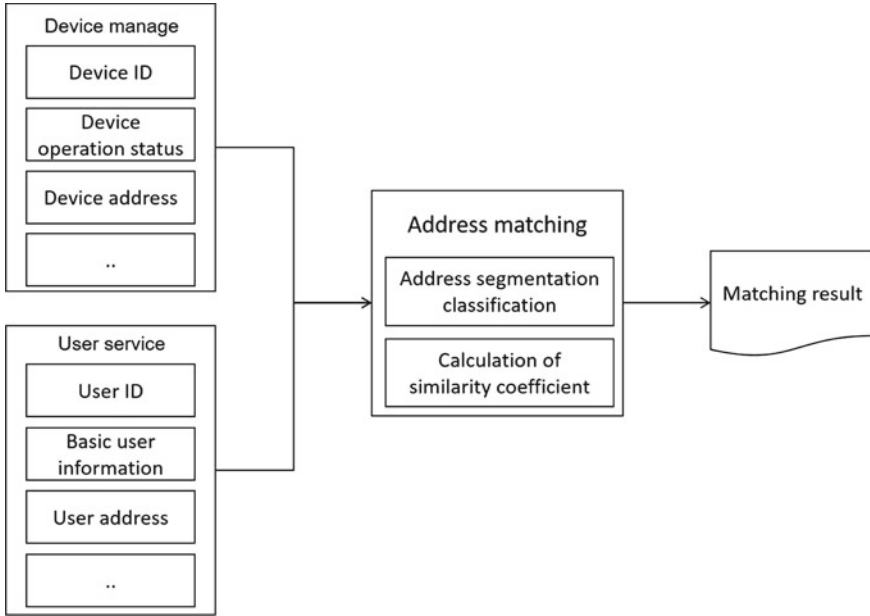 Device manage
Device ID
Device
operation status
Device address
..
User service
User ID
Basic user
information
User address
..
Address matching
Address segmentation
classification
Calculation of
similarity coefficient
Matching result